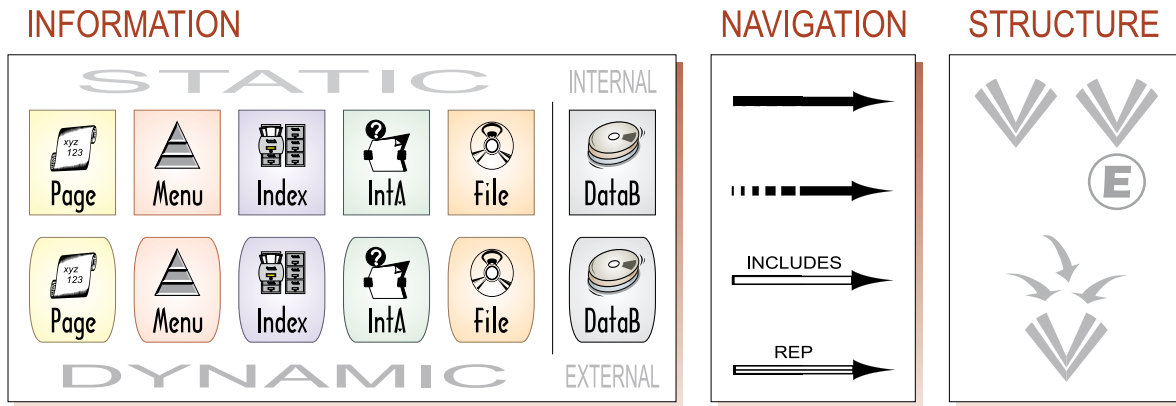 INFORMATION
NAVIGATION
STRUCTURE
STATIC
INTERNAL
xyz
123
?
Page
Menu
Index
IntA
File
DataB
E
INCLUDES
xyz
123
?
Page
Menu
Index
IntA
File
DataB
REP
DYNAMIC
EXTERNAL